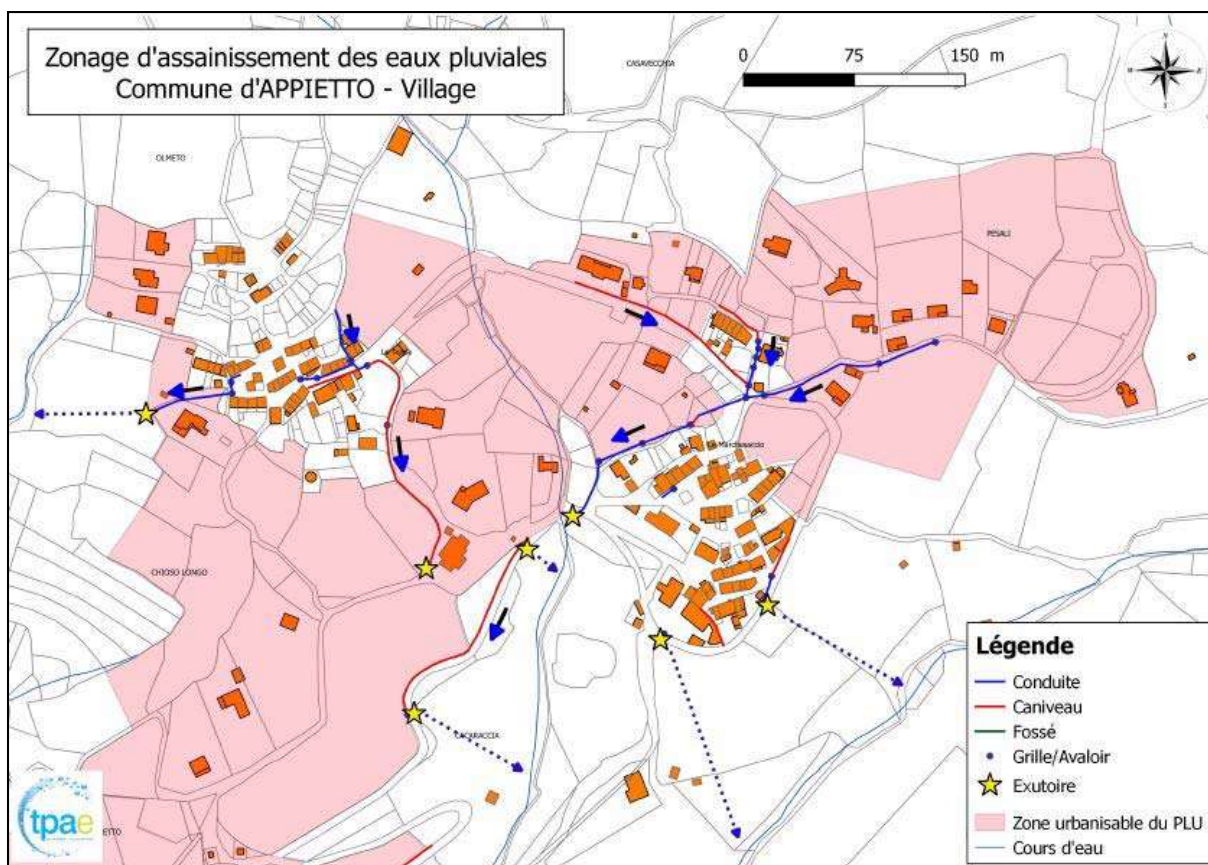 Zonage d'assainissement des eaux pluviales
Commune d'APPIETTO - Village
0 75 150 m
N
W E
S
CASAVECCHIA
OLMETO
PESALI
CHIOSO LONGO
Légende
Conduite
Caniveau
Fossé
Grille/Avaloir
Exutoire
Zone urbanisable du PLU
Cours d'eau
tpae
ETTO